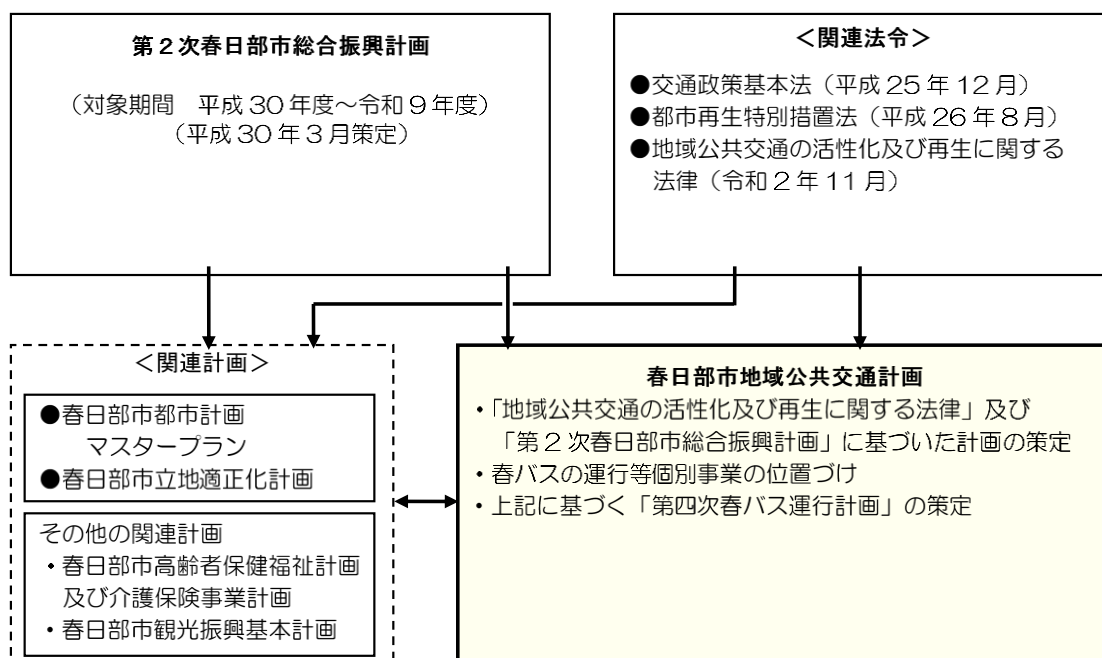 第２次春日部市総合振興計画
（対象期間　平成 30 年度～令和 9 年度）
（平成 30 年 3 月策定）
＜関連法令＞
●交通政策基本法（平成 25 年 12 月）
●都市再生特別措置法（平成 26 年 8 月）
●地域公共交通の活性化及び再生に関する
法律（令和 2 年 11 月）
＜関連計画＞
●春日部市都市計画
マスタープラン
●春日部市立地適正化計画
その他の関連計画
・春日部市高齢者保健福祉計画
及び介護保険事業計画
・春日部市観光振興基本計画
春日部市地域公共交通計画
・「地域公共交通の活性化及び再生に関する法律」及び
「第２次春日部市総合振興計画」に基づいた計画の策定
・春バスの運行等個別事業の位置づけ
・上記に基づく「第四次春バス運行計画」の策定